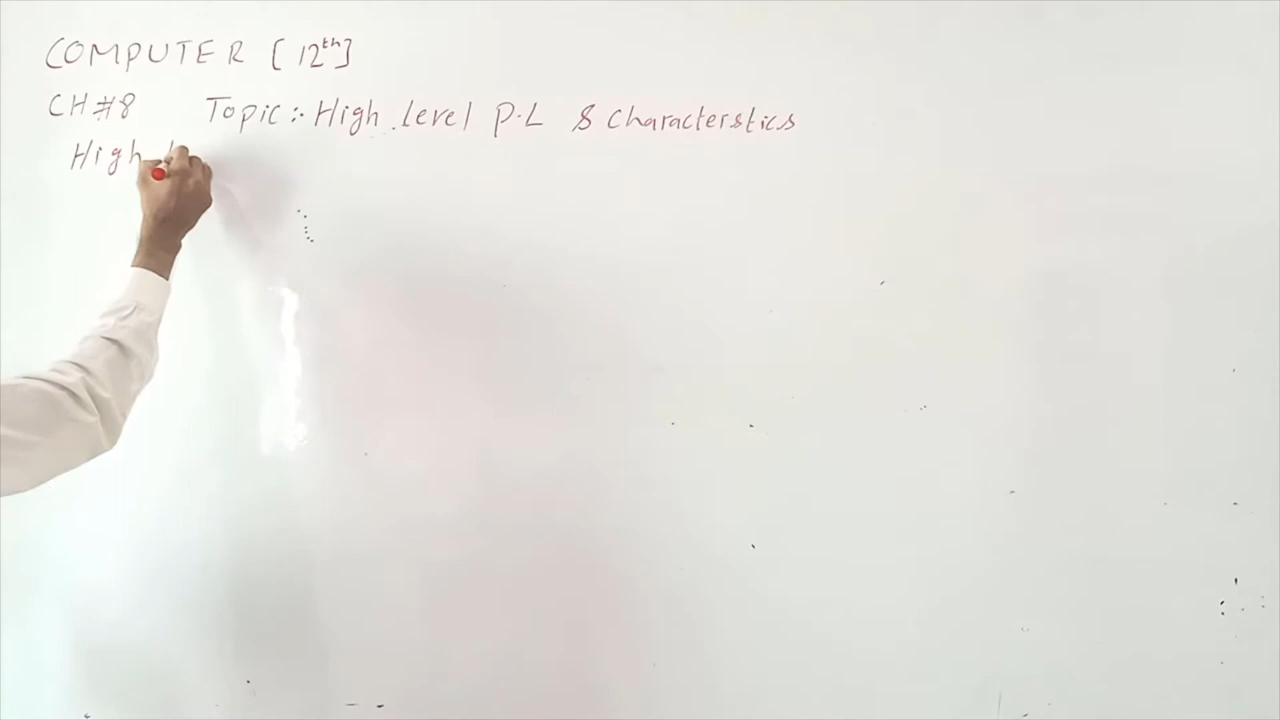 COMPUTER [12th]
CH#8 Topic:- High level P.L & Characterstics
High